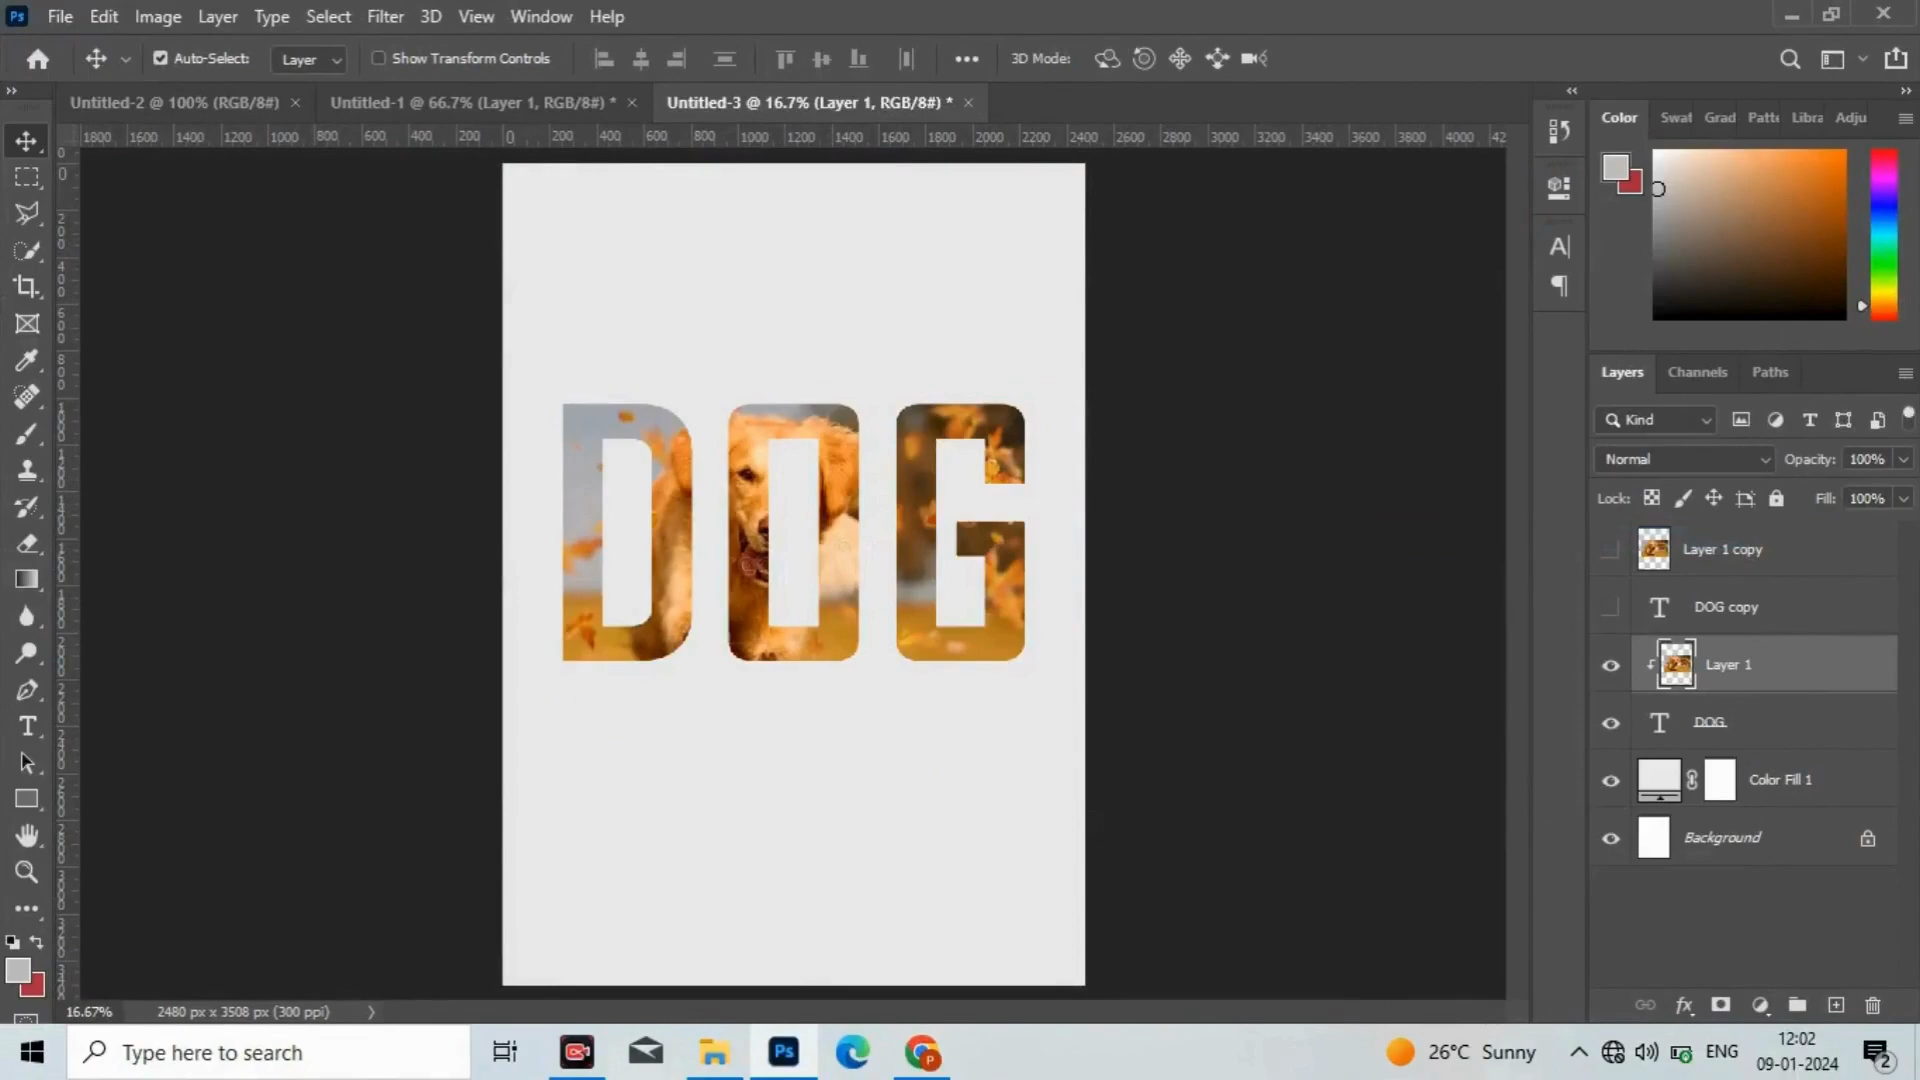 Ps File Edit Image Layer Type Select Filter 3D View Window Help
Auto-Select: Layer Show Transform Controls 3D Mode:
Untitled-2 @ 100% (RGB/8#) × Untitled-1 @ 66.7% (Layer 1, RGB/8#) * × Untitled-3 @ 16.7% (Layer 1, RGB/8#) * ×
1800 1600 1400 1200 1000 800 600 400 200 0 200 400 600 800 1000 1200 1400 1600 1800 2000 2200 2400 2600 2800 3000 3200 3400 3600 3800 4000 42
Color Swat Grad Patte Libra Adju
DOG
Layers Channels Paths
Kind
Normal Opacity: 100%
Lock: Fill: 100%
Layer 1 copy
DOG copy
Layer 1
DOG
Color Fill 1
Background
16.67% 2480 px x 3508 px (300 ppi)
Type here to search
Ps
P
26°C Sunny
ENG
12:02
09-01-2024
2